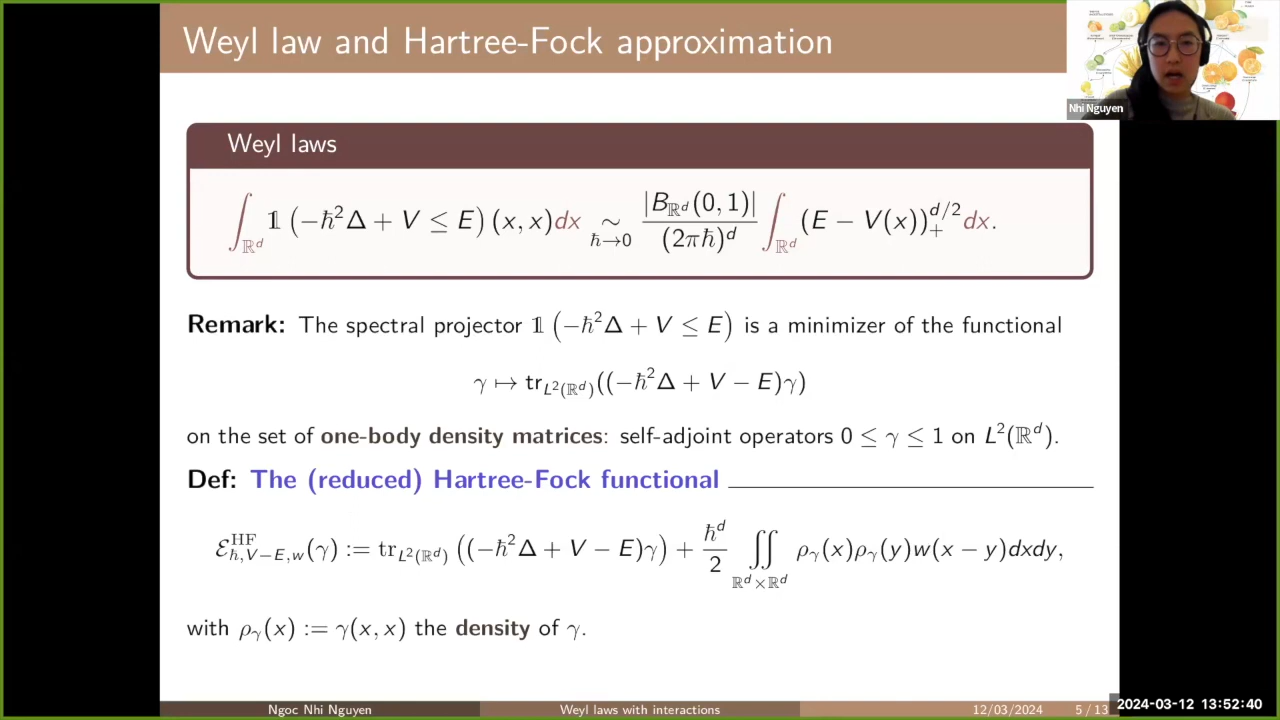 Weyl law and Hartree-Fock approximation
Nhi Nguyen
Weyl laws
∫_{ℝ^d} 𝟙 (−ħ²Δ + V ≤ E) (x, x)dx ∼_{ħ→0} |B_{ℝ^d}(0, 1)| / (2πħ)^d ∫_{ℝ^d} (E − V(x))_+^{d/2} dx.
Remark: The spectral projector 𝟙 (−ħ²Δ + V ≤ E) is a minimizer of the functional
γ ↦ tr_{L²(ℝ^d)}((−ħ²Δ + V − E)γ)
on the set of one-body density matrices: self-adjoint operators 0 ≤ γ ≤ 1 on L²(ℝ^d).
Def: The (reduced) Hartree-Fock functional
ℰ^{HF}_{ħ,V−E,w}(γ) := tr_{L²(ℝ^d)} ((−ħ²Δ + V − E)γ) + ħ^d / 2 ∬_{ℝ^d×ℝ^d} ρ_γ(x)ρ_γ(y)w(x − y)dxdy,
with ρ_γ(x) := γ(x, x) the density of γ.
Ngoc Nhi Nguyen Weyl laws with interactions 12/03/2024 5 / 13
2024-03-12 13:52:40